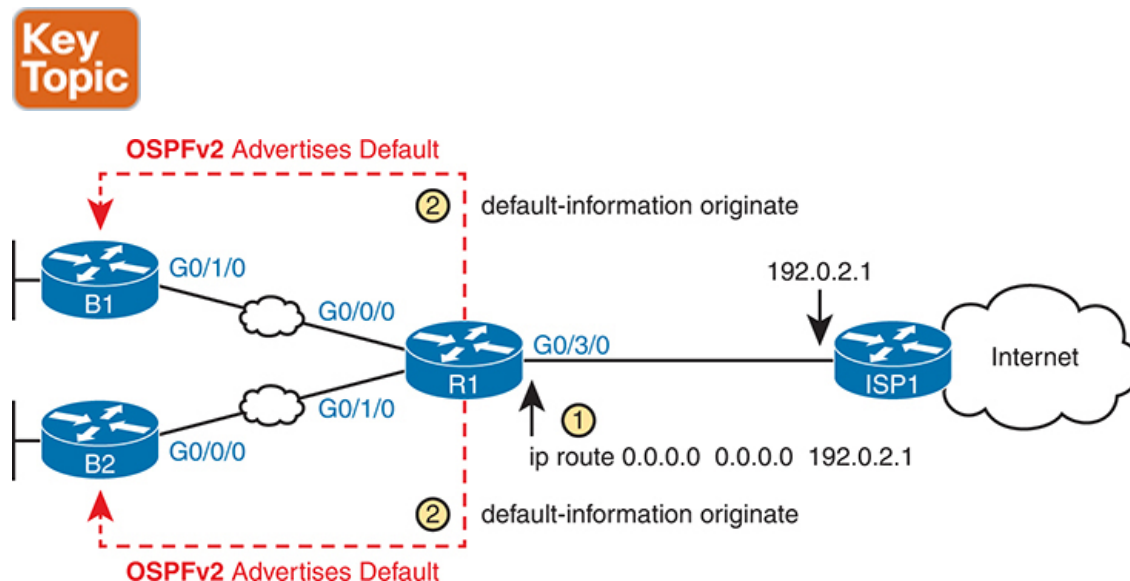 Key
Topic
OSPFv2 Advertises Default
2 default-information originate
192.0.2.1
G0/1/0
B1
G0/0/0
G0/3/0
Internet
R1
ISP1
G0/1/0
1
B2
G0/0/0
ip route 0.0.0.0 0.0.0.0 192.0.2.1
2 default-information originate
OSPFv2 Advertises Default